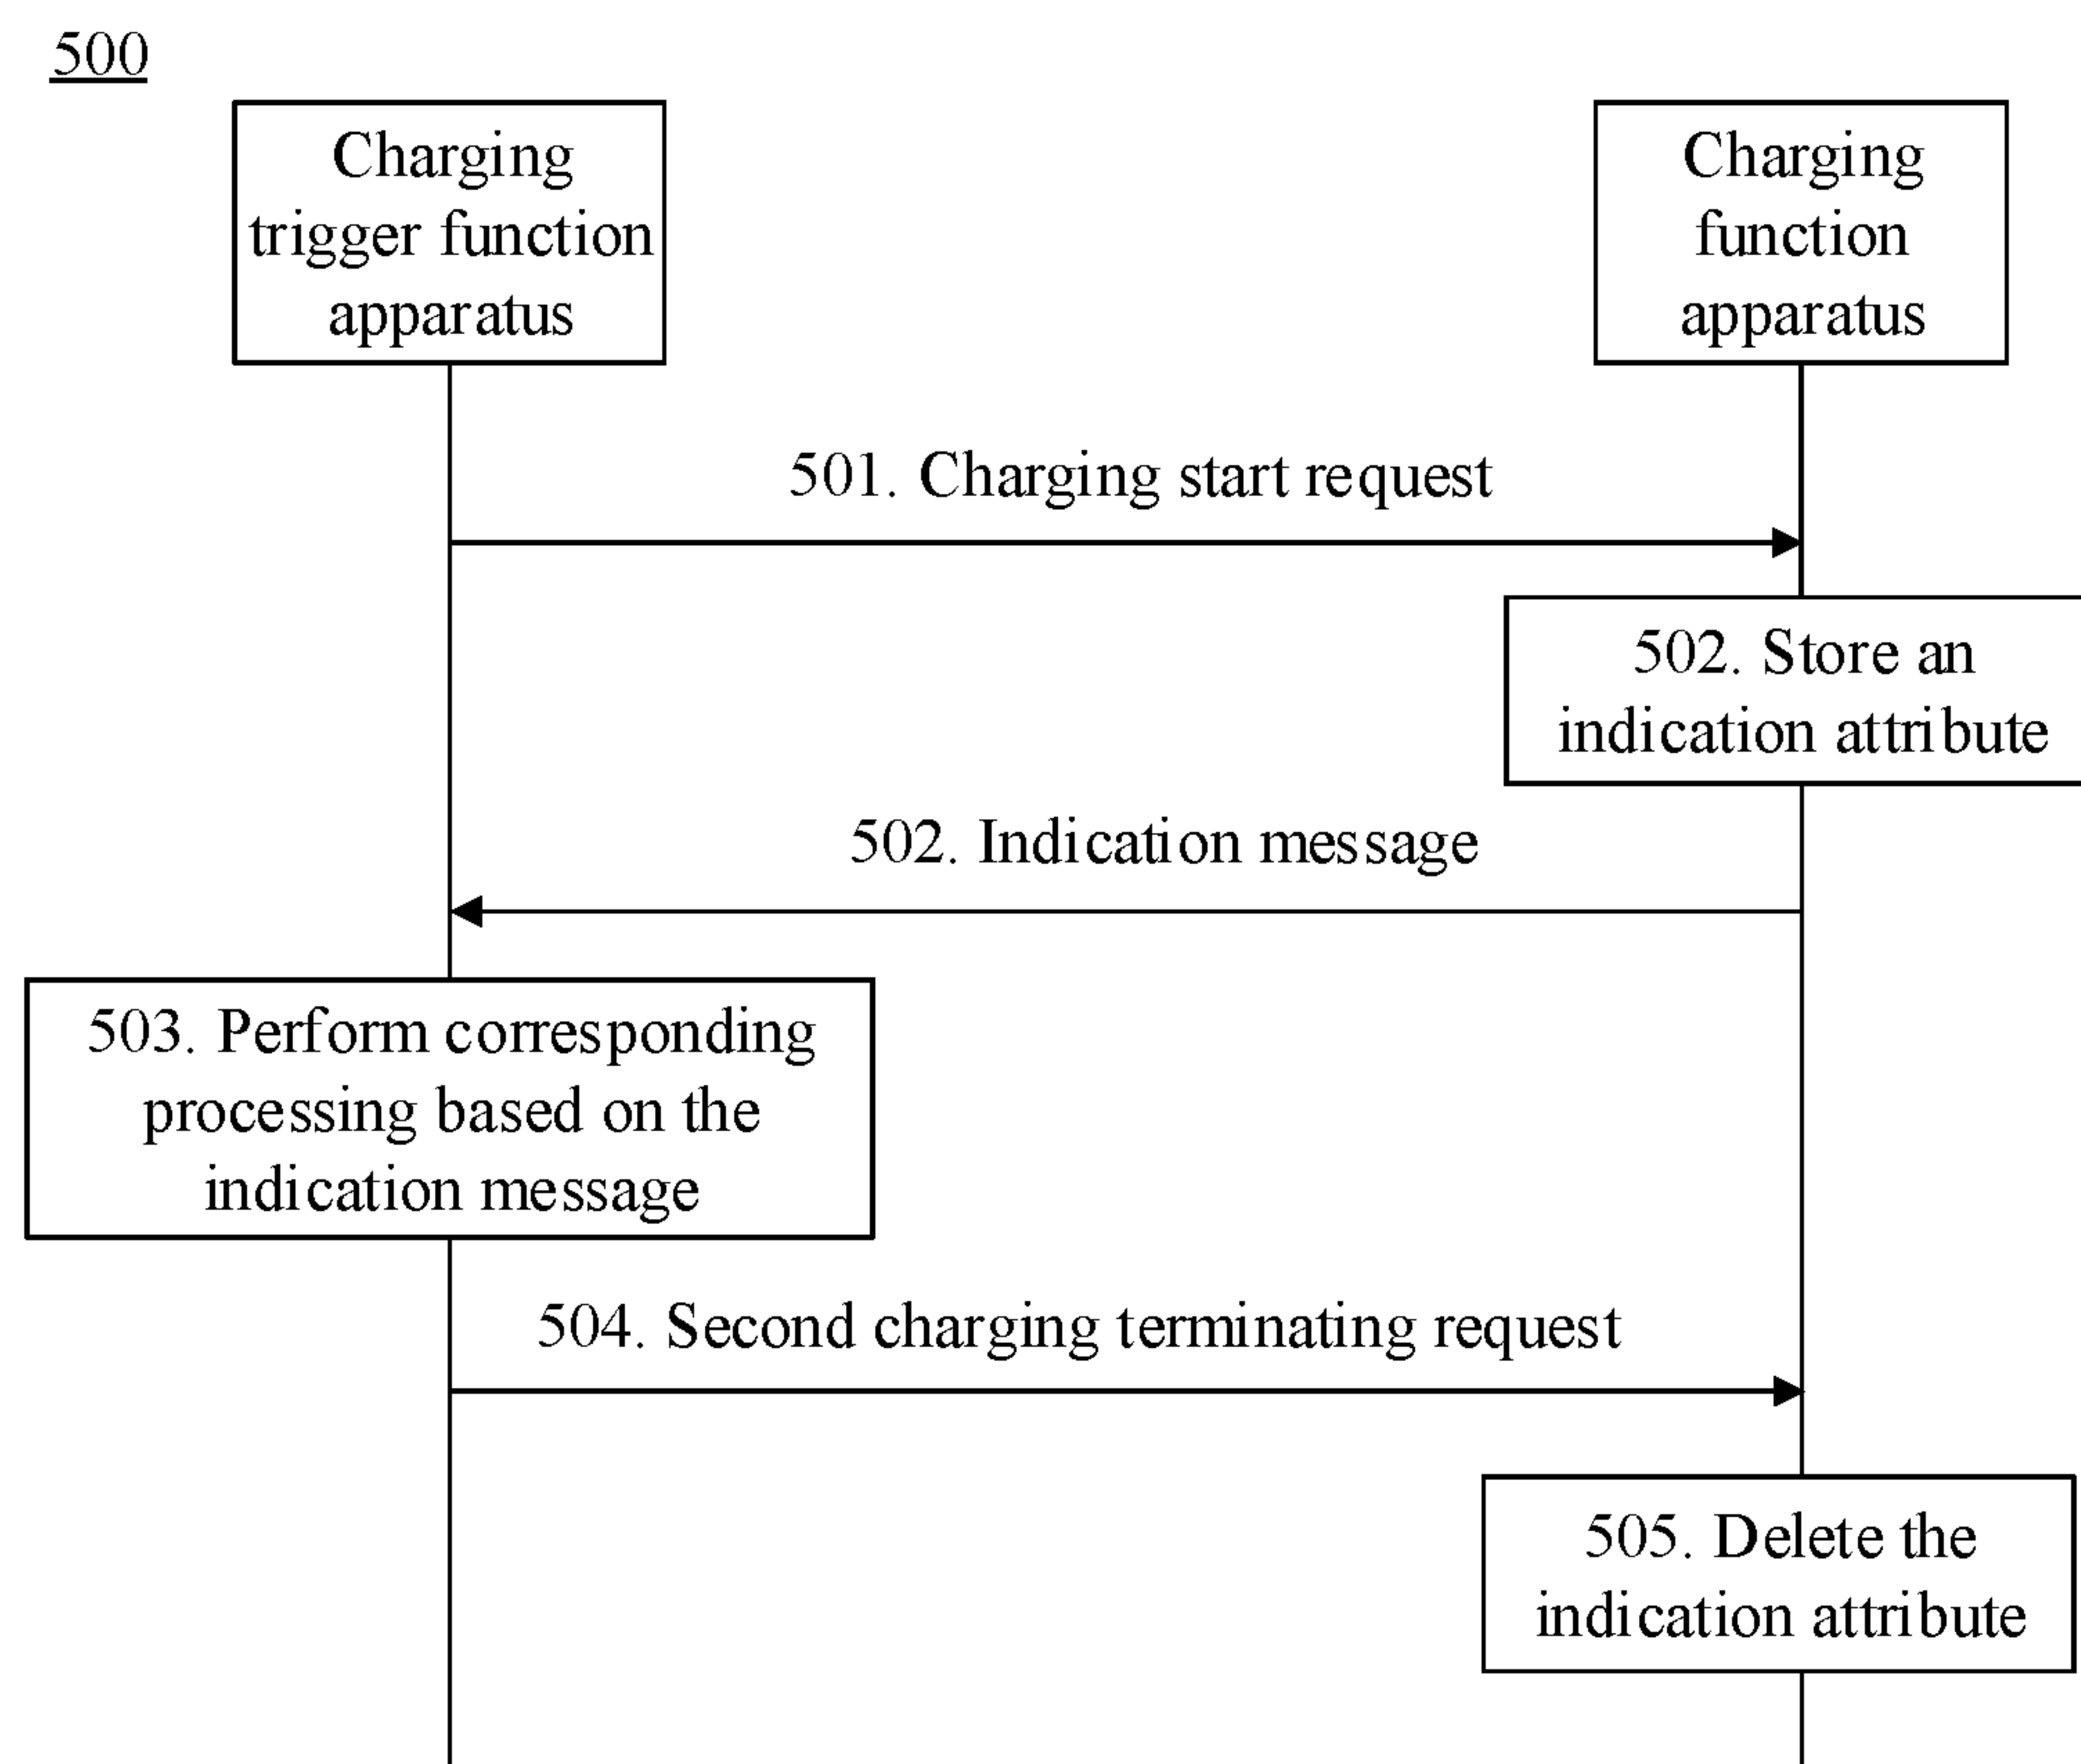 500
Charging
trigger function
apparatus
Charging
function
apparatus
501. Charging start request
502. Store an
indication attribute
502. Indication message
503. Perform corresponding
processing based on the
indication message
504. Second charging terminating request
505. Delete the
indication attribute